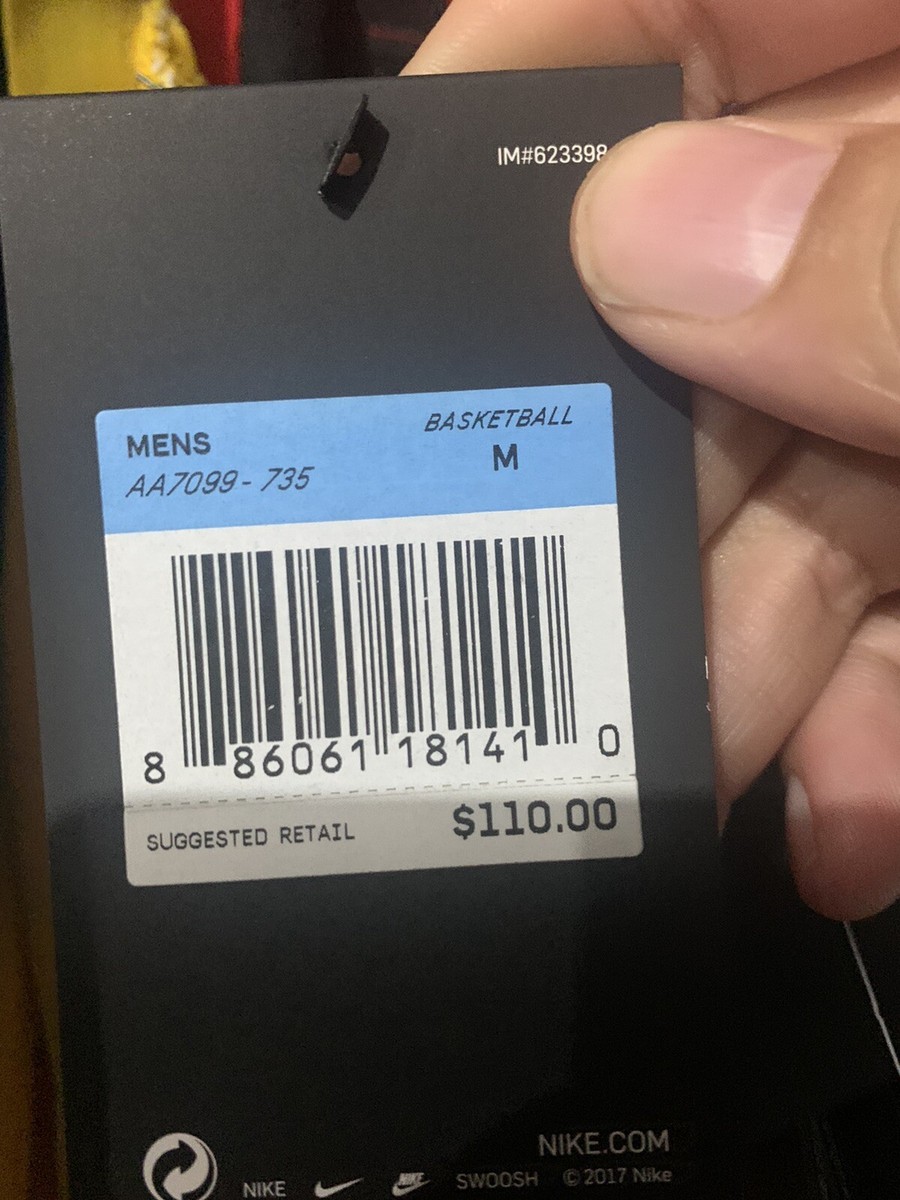 IM#623398
MENS
BASKETBALL
AA7099-735
M
8 86061 18141 0
SUGGESTED RETAIL $110.00
NIKE.COM
NIKE NIKE SWOOSH ©2017 Nike